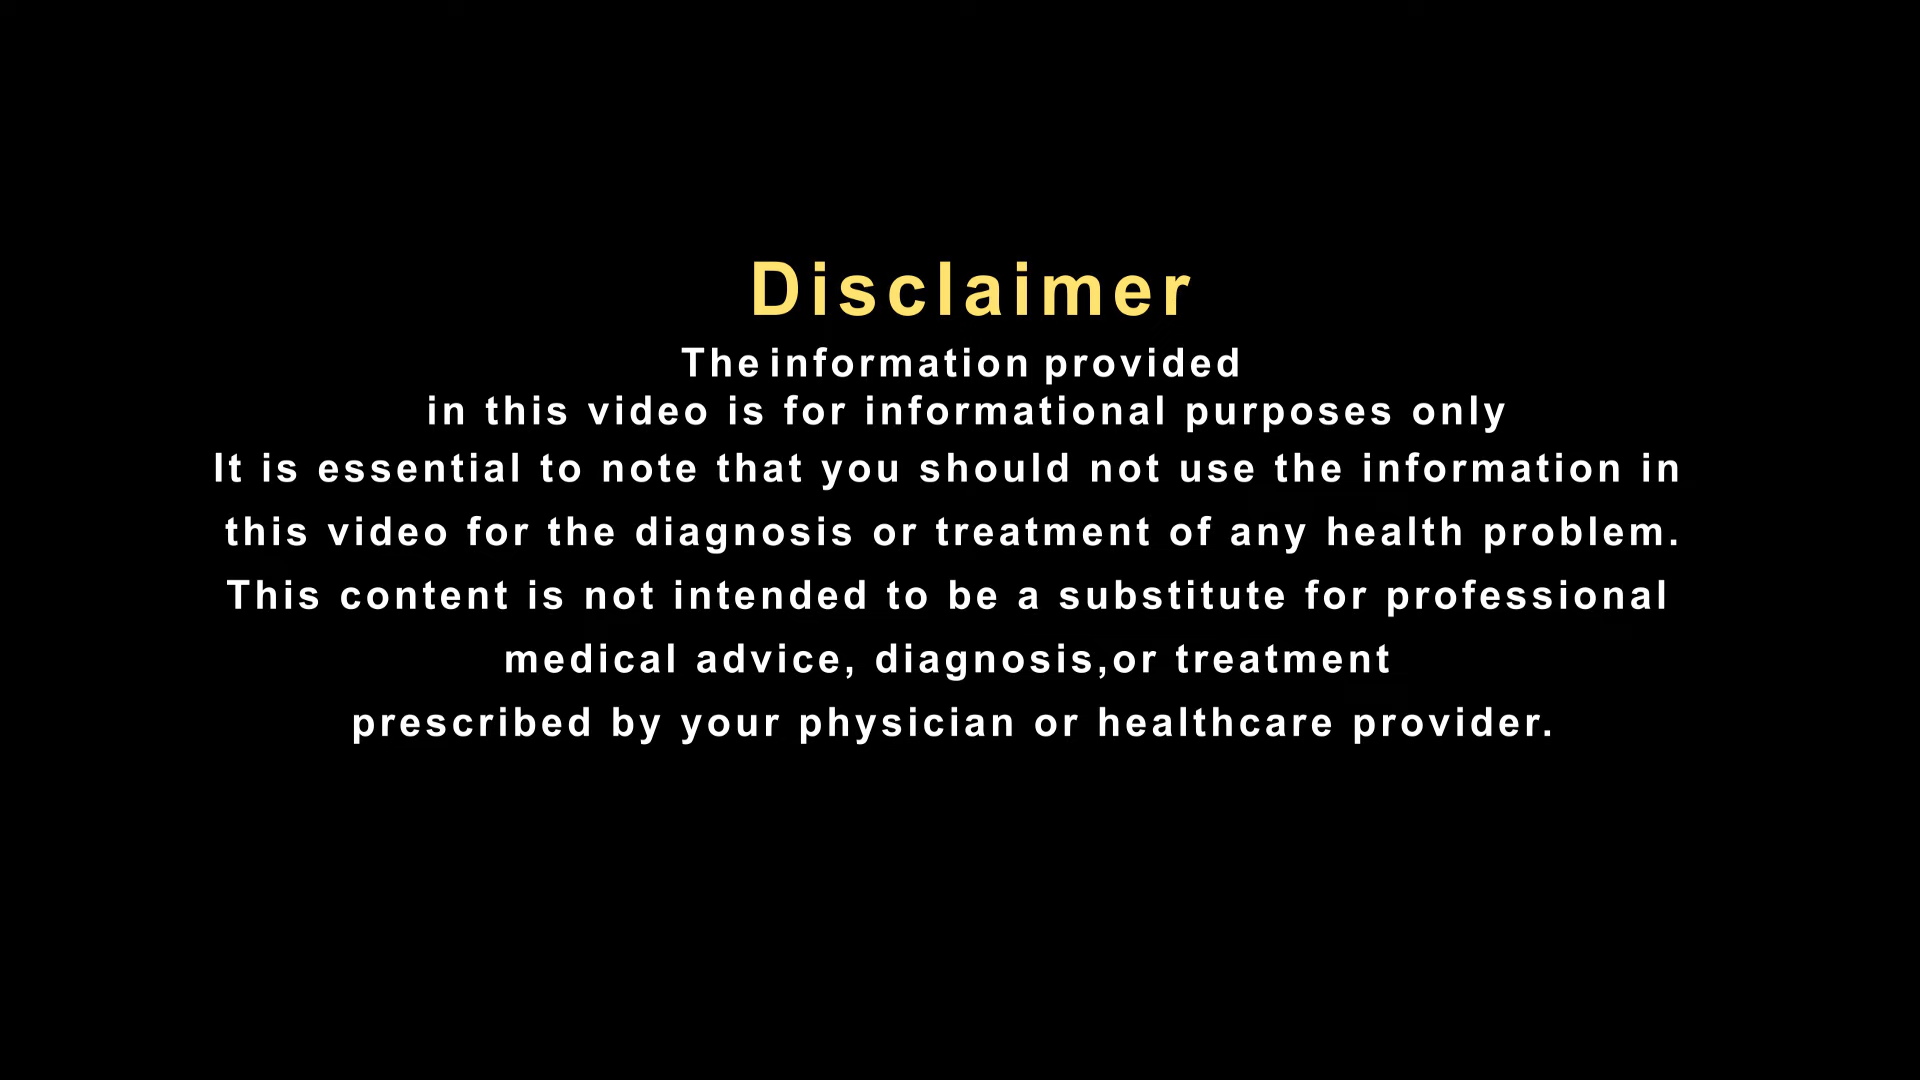 Disclaimer
The information provided
in this video is for informational purposes only
It is essential to note that you should not use the information in
this video for the diagnosis or treatment of any health problem.
This content is not intended to be a substitute for professional
medical advice, diagnosis,or treatment
prescribed by your physician or healthcare provider.